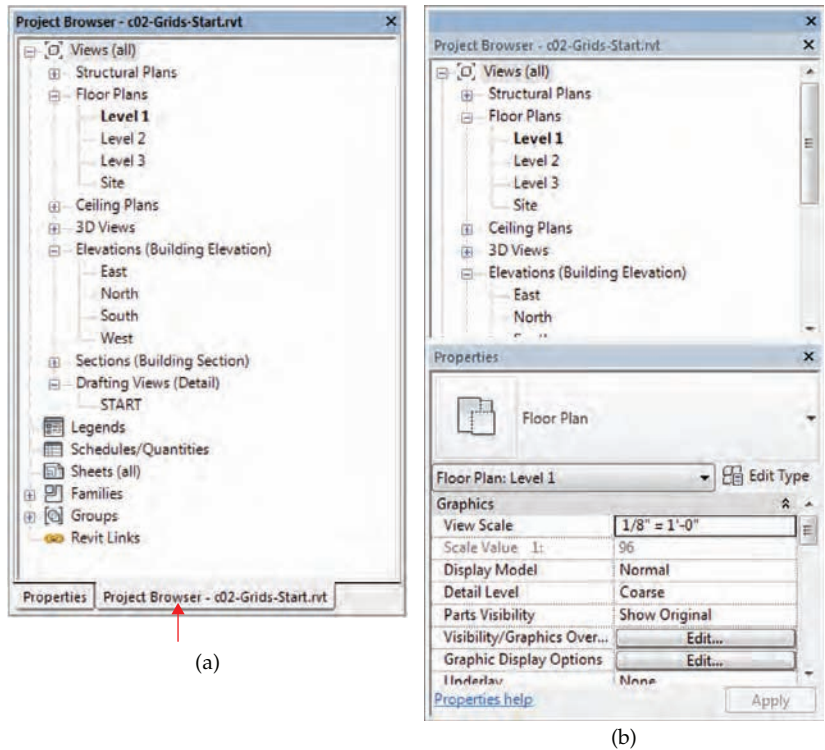 Project Browser - c02-Grids-Start.rvt
Views (all)
Structural Plans
Floor Plans
Level 1
Level 2
Level 3
Site
Ceiling Plans
3D Views
Elevations (Building Elevation)
East
North
South
West
Sections (Building Section)
Drafting Views (Detail)
START
Legends
Schedules/Quantities
Sheets (all)
Families
Groups
Revit Links
Properties
Project Browser - c02-Grids-Start.rvt
(a)
Project Browser - c02-Grids-Start.rvt
Views (all)
Structural Plans
Floor Plans
Level 1
Level 2
Level 3
Site
Ceiling Plans
3D Views
Elevations (Building Elevation)
East
North
Properties
Floor Plan
Floor Plan: Level 1
Edit Type
Graphics
View Scale 1/8" = 1'-0"
Scale Value 1: 96
Display Model Normal
Detail Level Coarse
Parts Visibility Show Original
Visibility/Graphics Over... Edit...
Graphic Display Options Edit...
Underlay None
Properties help
Apply
(b)